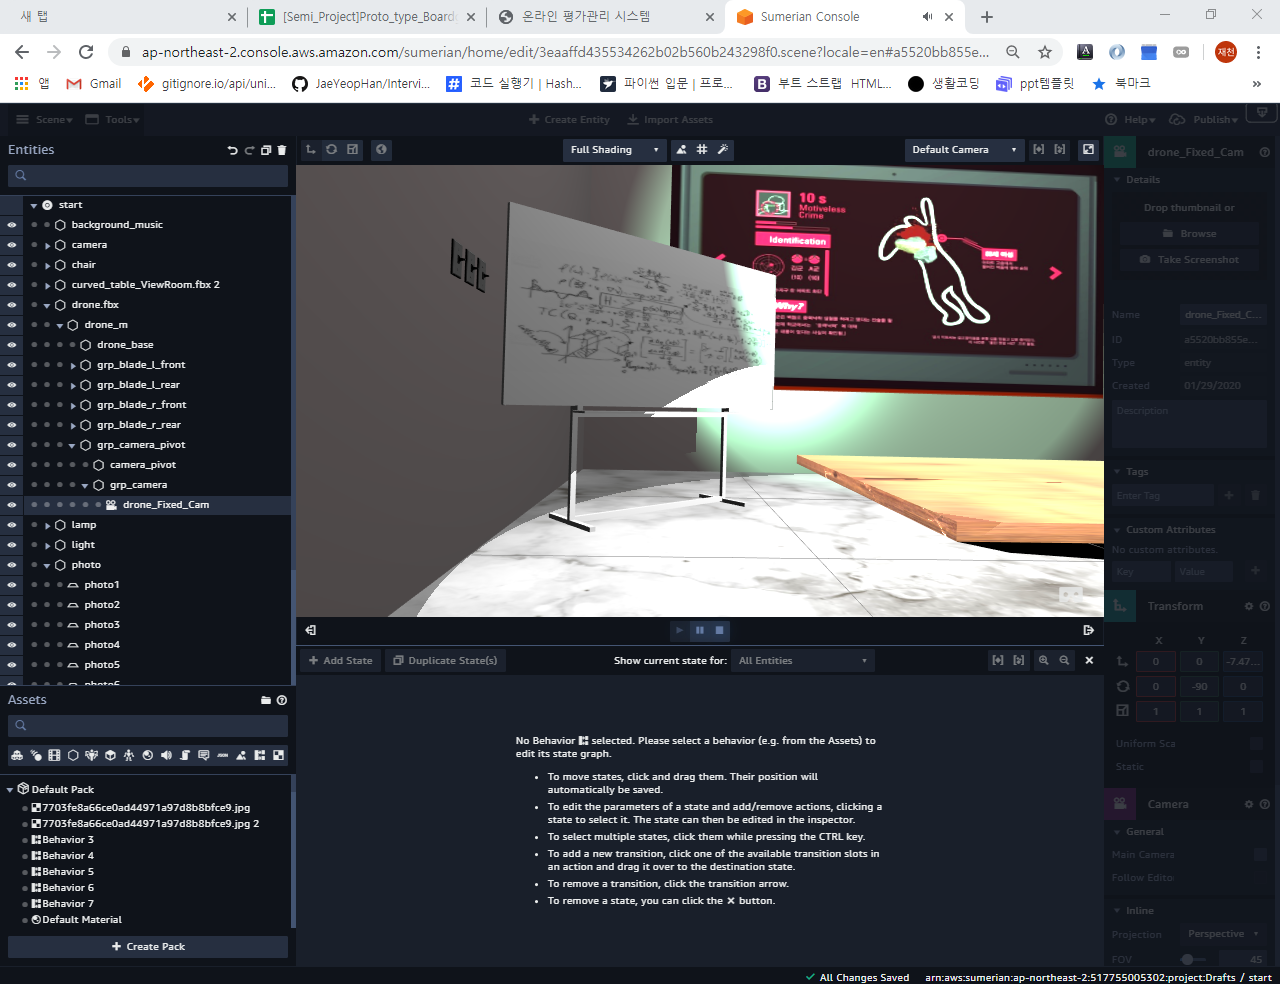 새 탭
[Semi_Project]Proto_type_Board
온라인 평가관리 시스템
Sumerian Console
ap-northeast-2.console.aws.amazon.com/sumerian/home/edit/3eaaffd435534262b02b560b243298f0.scene?locale=en#a5520bb855e...
재천
앱
Gmail
gitignore.io/api/uni...
JaeYeopHan/Intervi...
코드 실행기 | Hash...
파이썬 입문 | 프로...
부트 스트랩 HTML...
생활코딩
ppt템플릿
북마크
Scene
Tools
Create Entity
Import Assets
Help
Publish
Entities
Full Shading
Default Camera
drone_Fixed_Cam
start
background_music
camera
chair
curved_table_ViewRoom.fbx 2
drone.fbx
drone_m
drone_base
grp_blade_l_front
grp_blade_l_rear
grp_blade_r_front
grp_blade_r_rear
grp_camera_pivot
camera_pivot
grp_camera
drone_Fixed_Cam
lamp
light
photo
photo1
photo2
photo3
photo4
photo5
photo6
10 s
Motiveless
Crime
Identification
Why?
Details
Drop thumbnail or
Browse
Take Screenshot
Name
drone_Fixed_C...
ID
a5520bb855e...
Type
entity
Created
01/29/2020
Description
Tags
Enter Tag
Custom Attributes
No custom attributes.
Key
Value
Transform
X Y Z
0 0 -7.47...
0 -90 0
1 1 1
Uniform Sca
Static
Camera
General
Main Camera
Follow Edito
Inline
Projection
Perspective
FOV
45
Add State
Duplicate State(s)
Show current state for:
All Entities
No Behavior selected. Please select a behavior (e.g. from the Assets) to
edit its state graph.
To move states, click and drag them. Their position will
automatically be saved.
To edit the parameters of a state and add/remove actions, clicking a
state to select it. The state can then be edited in the inspector.
To select multiple states, click them while pressing the CTRL key.
To add a new transition, click one of the available transition slots in
an action and drag it over to the destination state.
To remove a transition, click the transition arrow.
To remove a state, you can click the ✕ button.
Assets
Default Pack
7703fe8a66ce0ad44971a97d8b8bfce9.jpg
7703fe8a66ce0ad44971a97d8b8bfce9.jpg 2
Behavior 3
Behavior 4
Behavior 5
Behavior 6
Behavior 7
Default Material
Create Pack
All Changes Saved
arn:aws:sumerian:ap-northeast-2:517755005302:project:Drafts / start